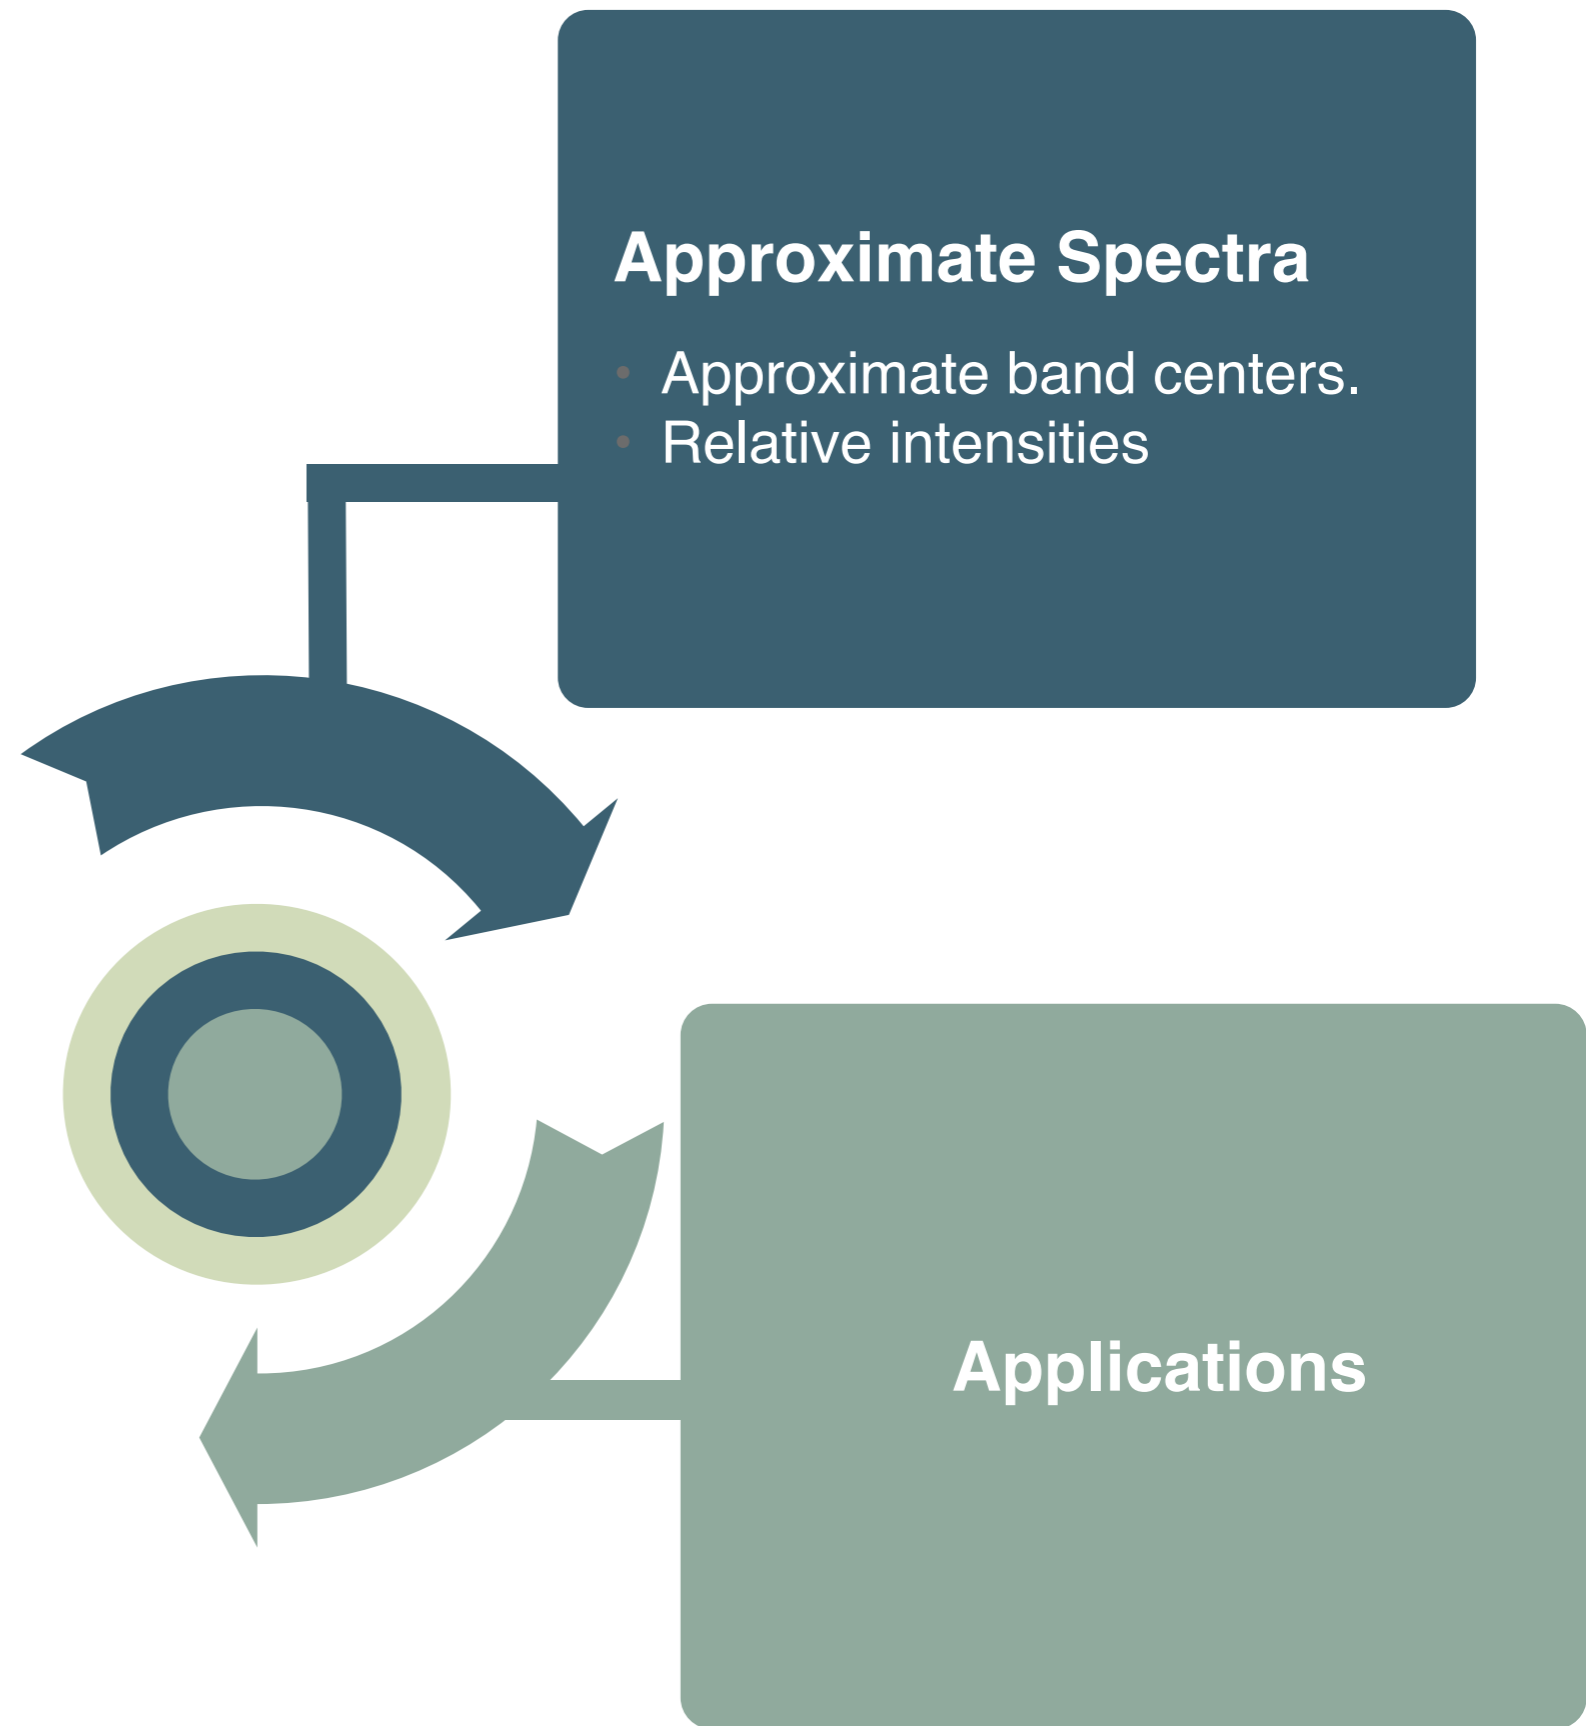 Approximate Spectra
• Approximate band centers.
• Relative intensities
Applications